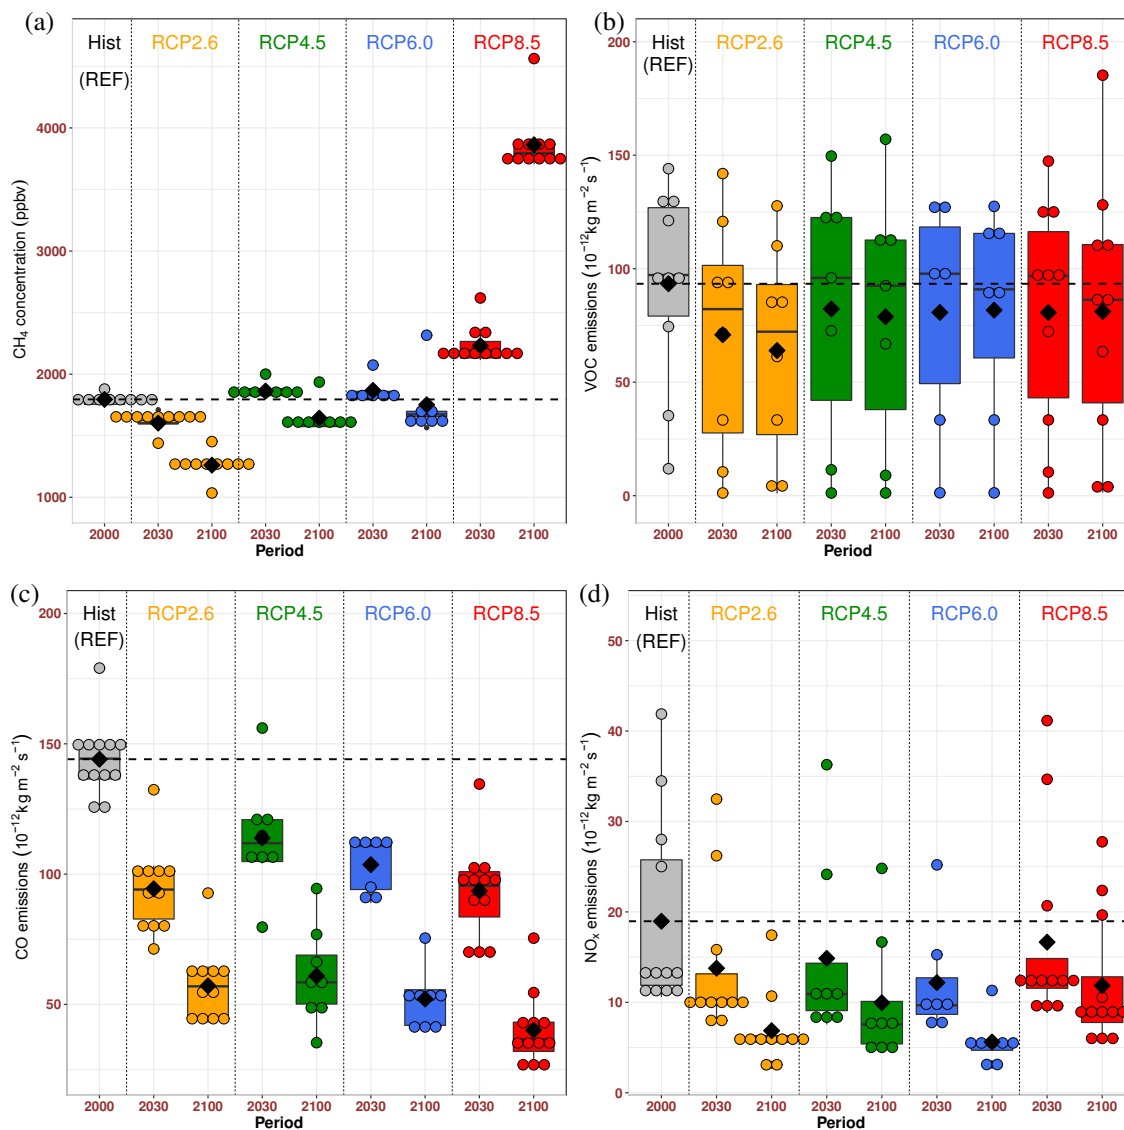 (a)
Hist
(REF)
RCP2.6
RCP4.5
RCP6.0
RCP8.5
CH₄ concentration (ppbv)
4000
3000
2000
1000
2000
2030
2100
2030
2100
2030
2100
2030
2100
Period
(b)
Hist
(REF)
RCP2.6
RCP4.5
RCP6.0
RCP8.5
VOC emissions (10⁻¹²kg m⁻² s⁻¹)
200
150
100
50
0
2000
2030
2100
2030
2100
2030
2100
2030
2100
Period
(c)
Hist
(REF)
RCP2.6
RCP4.5
RCP6.0
RCP8.5
CO emissions (10⁻¹²kg m⁻² s⁻¹)
200
150
100
50
2000
2030
2100
2030
2100
2030
2100
2030
2100
Period
(d)
Hist
(REF)
RCP2.6
RCP4.5
RCP6.0
RCP8.5
NOₓ emissions (10⁻¹²kg m⁻² s⁻¹)
50
40
30
20
10
0
2000
2030
2100
2030
2100
2030
2100
2030
2100
Period